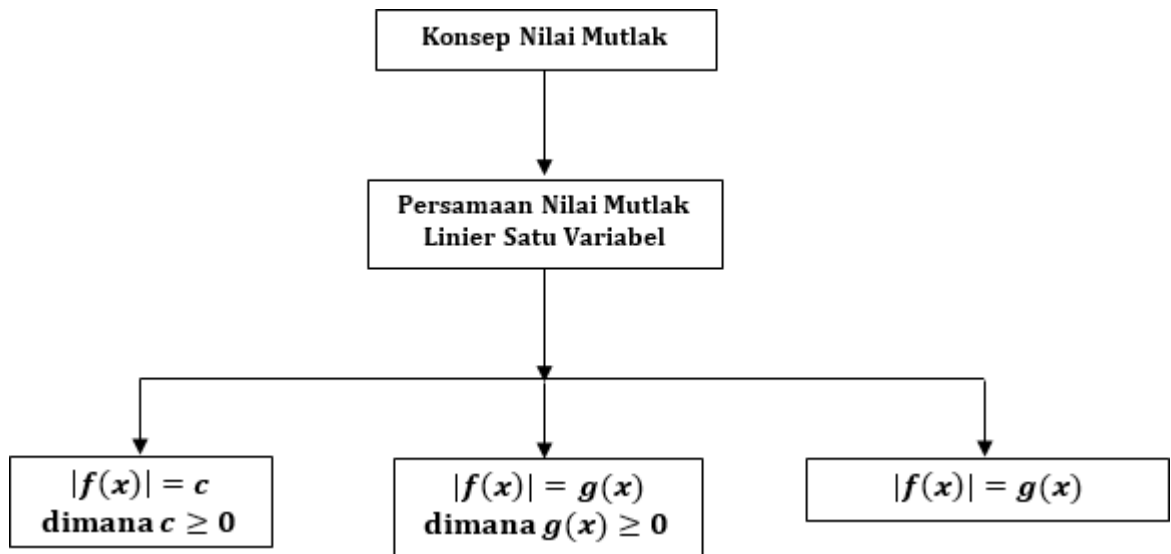 Konsep Nilai Mutlak
Persamaan Nilai Mutlak
Linier Satu Variabel
|f(x)| = c
dimana c ≥ 0
|f(x)| = g(x)
dimana g(x) ≥ 0
|f(x)| = g(x)